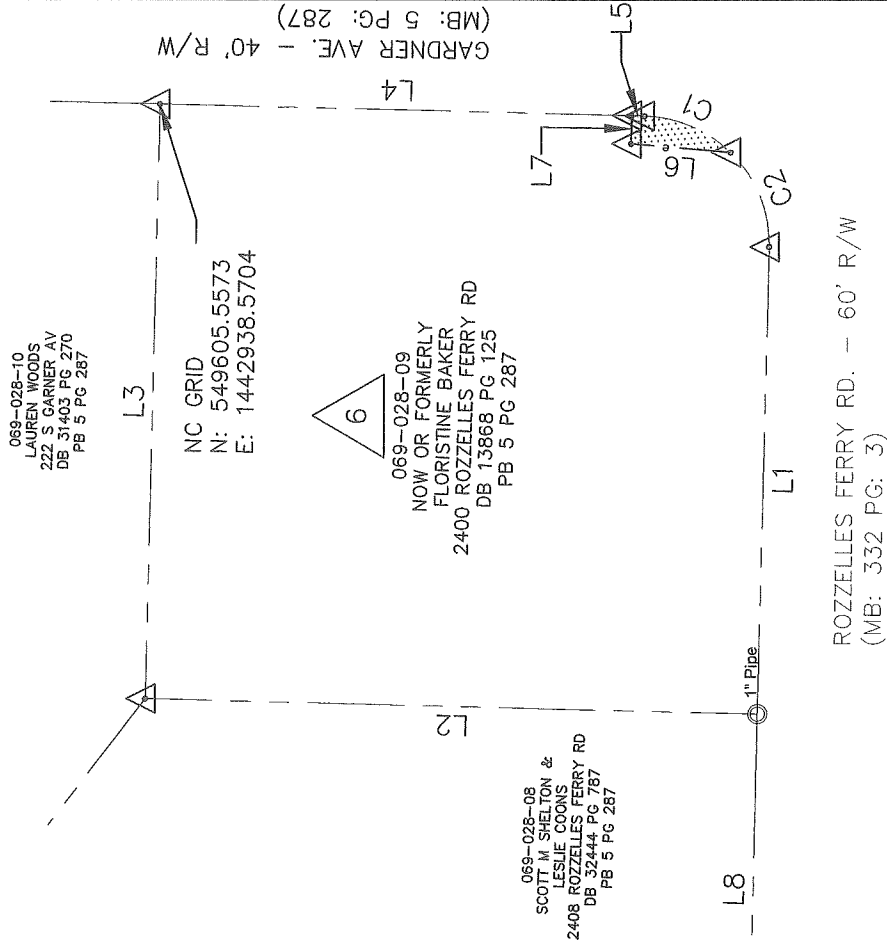 GARDNER AVE. – 40' R/W
(MB: 5 PG: 287)
069-028-10
LAUREN WOODS
222 S GARNER AV
DB 31403 PG 270
PB 5 PG 287
L3
L4
L5
L7
L6
C1
C2
NC GRID
N: 549605.5573
E: 1442938.5704
6
069-028-09
NOW OR FORMERLY
FLORISTINE BAKER
2400 ROZZELLES FERRY RD
DB 13868 PG 125
PB 5 PG 287
L2
1" Pipe
L1
069-028-08
SCOTT M SHELTON &
LESLIE COONS
2408 ROZZELLES FERRY RD
DB 32444 PG 787
PB 5 PG 287
L8
ROZZELLES FERRY RD. – 60' R/W
(MB: 332 PG: 3)